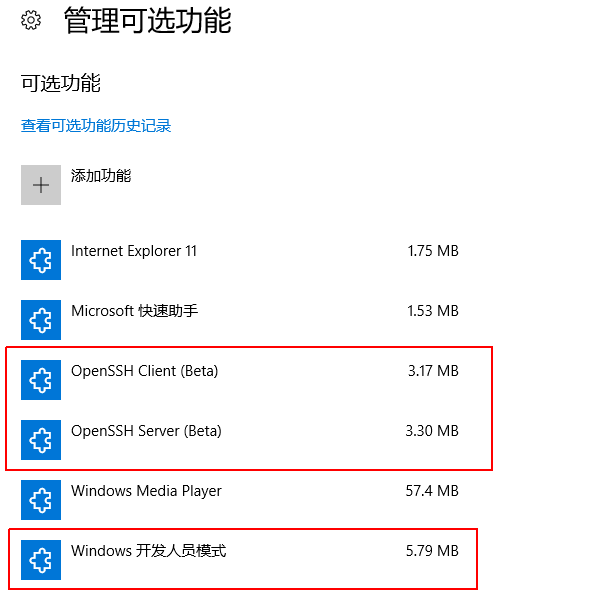 管理可选功能
可选功能
查看可选功能历史记录
添加功能
Internet Explorer 11 1.75 MB
Microsoft 快速助手 1.53 MB
OpenSSH Client (Beta) 3.17 MB
OpenSSH Server (Beta) 3.30 MB
Windows Media Player 57.4 MB
Windows 开发人员模式 5.79 MB